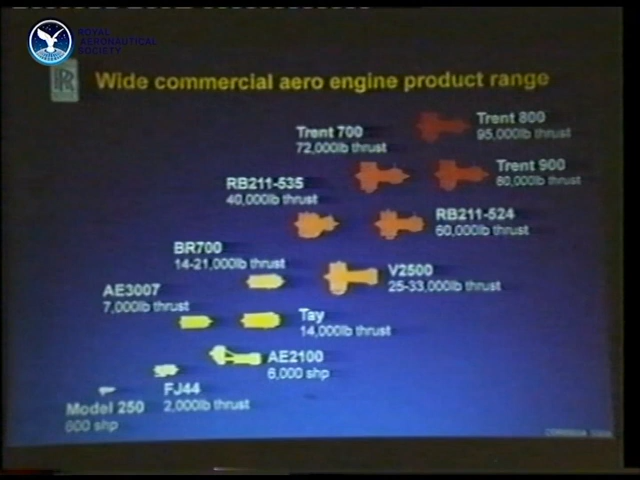 ROYAL
AERONAUTICAL
SOCIETY
RR
Wide commercial aero engine product range
Trent 800
95,000lb thrust
Trent 700
72,000lb thrust
Trent 900
80,000lb thrust
RB211-535
40,000lb thrust
RB211-524
60,000lb thrust
BR700
14-21,000lb thrust
V2500
25-33,000lb thrust
AE3007
7,000lb thrust
Tay
14,000lb thrust
AE2100
6,000 shp
FJ44
2,000lb thrust
Model 250
600 shp